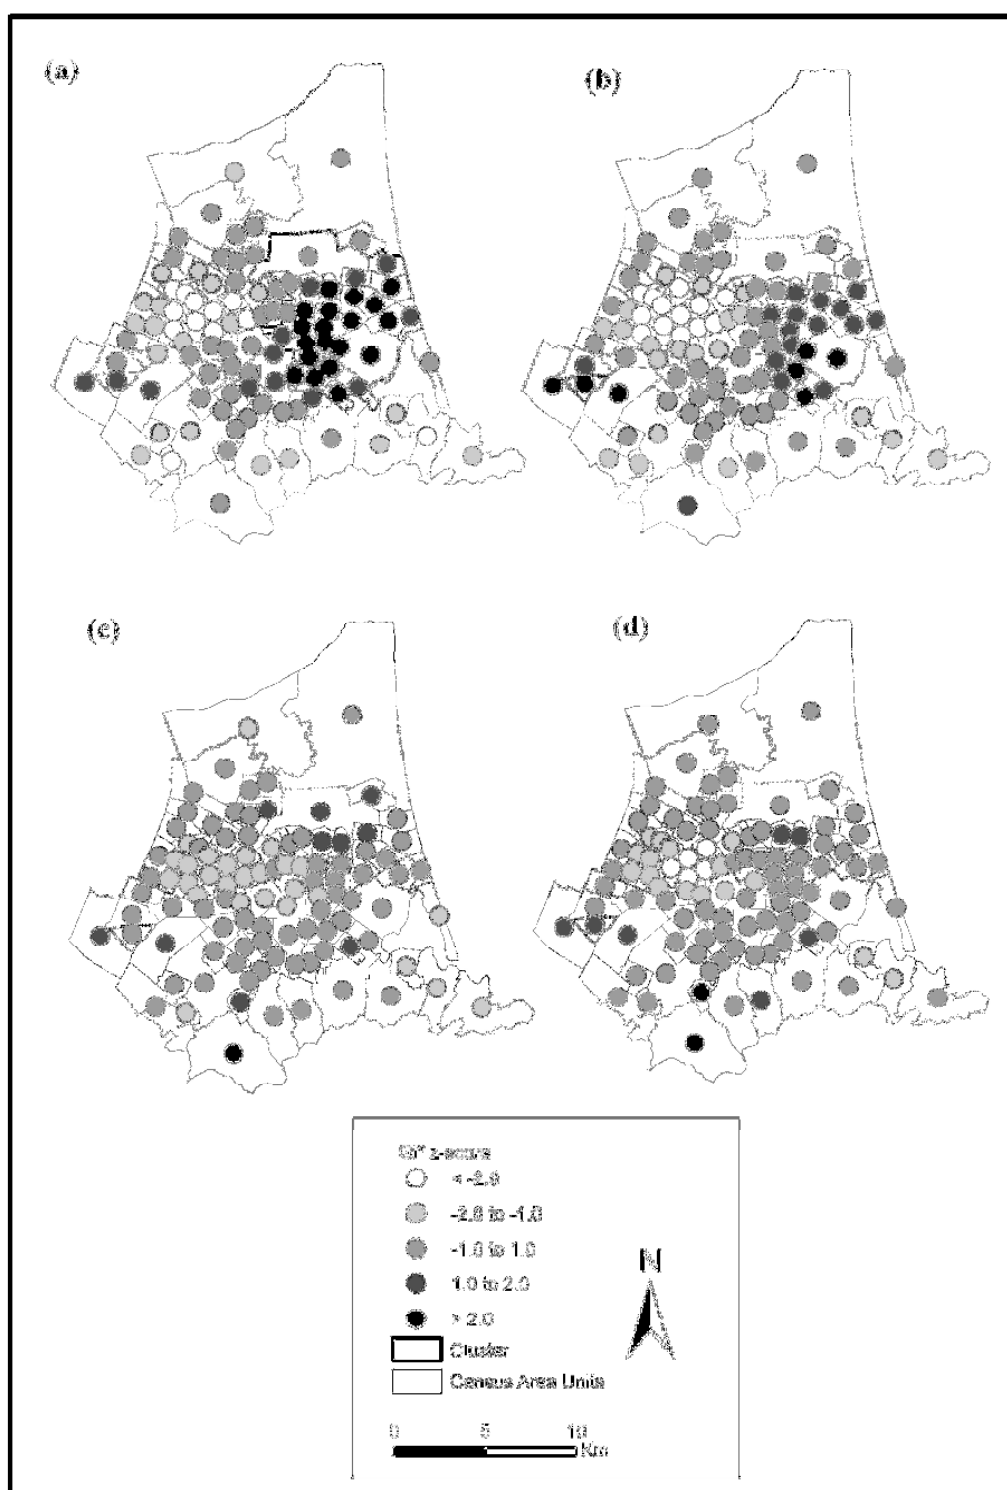 (a)
(b)
(c)
(d)
Gi* z-score
< -2.0
-2.0 to -1.0
-1.0 to 1.0
1.0 to 2.0
> 2.0
Cluster
Census Area Units
N
0 5 10
Km